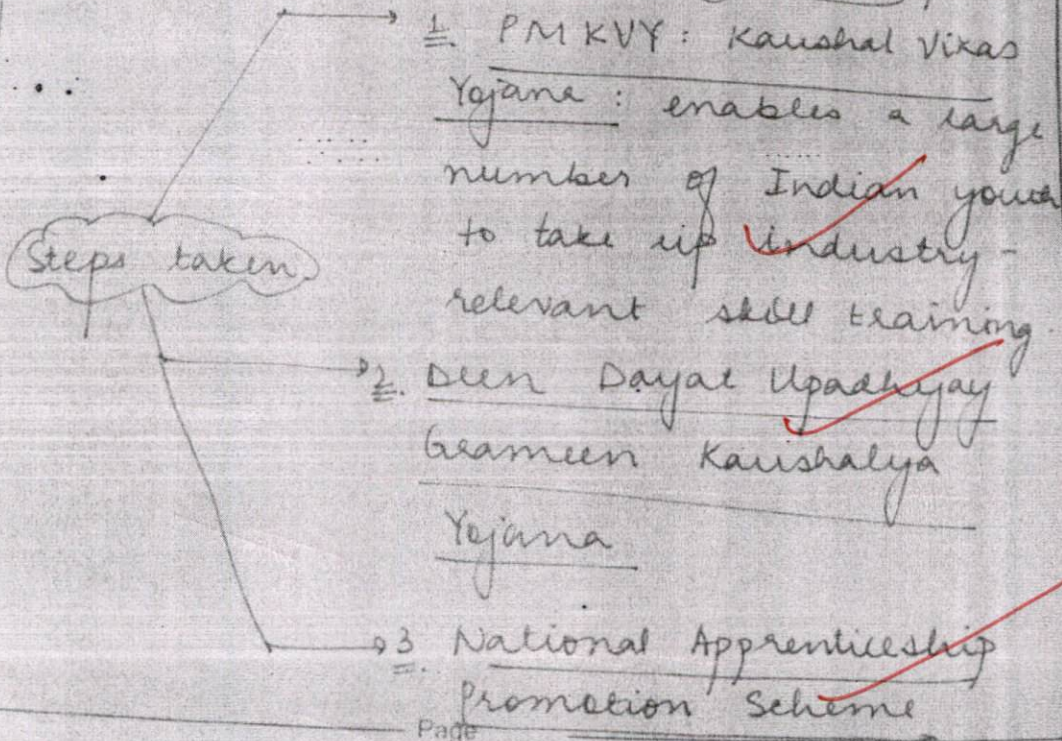 1. PMKVY : Kaushal Vikas
Yojana : enables a large
number of Indian youth
to take up industry-
relevant skill training
Steps taken
2. Deen Dayal Upadhyay
Grameen Kaushalya
Yojana
3. National Apprenticeship
Promotion Scheme
Page